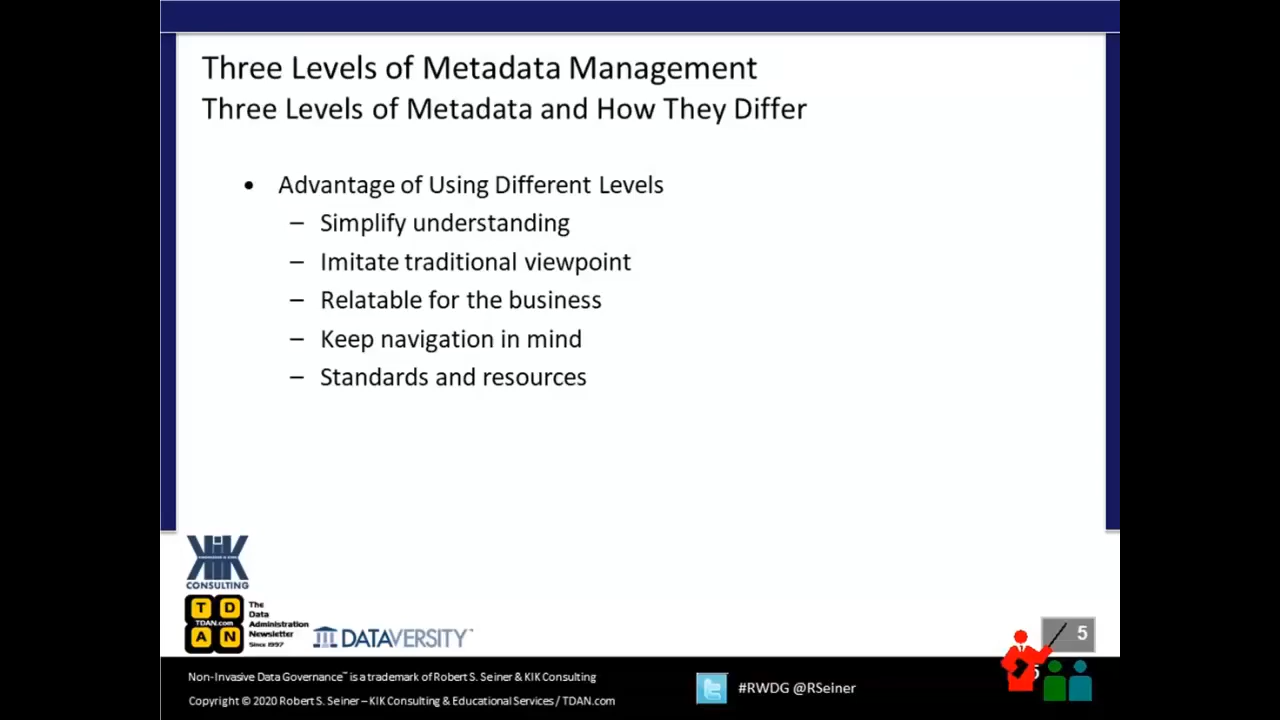 Three Levels of Metadata Management
Three Levels of Metadata and How They Differ
• Advantage of Using Different Levels
– Simplify understanding
– Imitate traditional viewpoint
– Relatable for the business
– Keep navigation in mind
– Standards and resources
KIK
CONSULTING
T D
TDAN.com
A N
The
Data
Administration
Newsletter
Since 1997
DATAVERSITY™
5
5
Non-Invasive Data Governance™ is a trademark of Robert S. Seiner & KIK Consulting
Copyright © 2020 Robert S. Seiner – KIK Consulting & Educational Services / TDAN.com
#RWDG @RSeiner